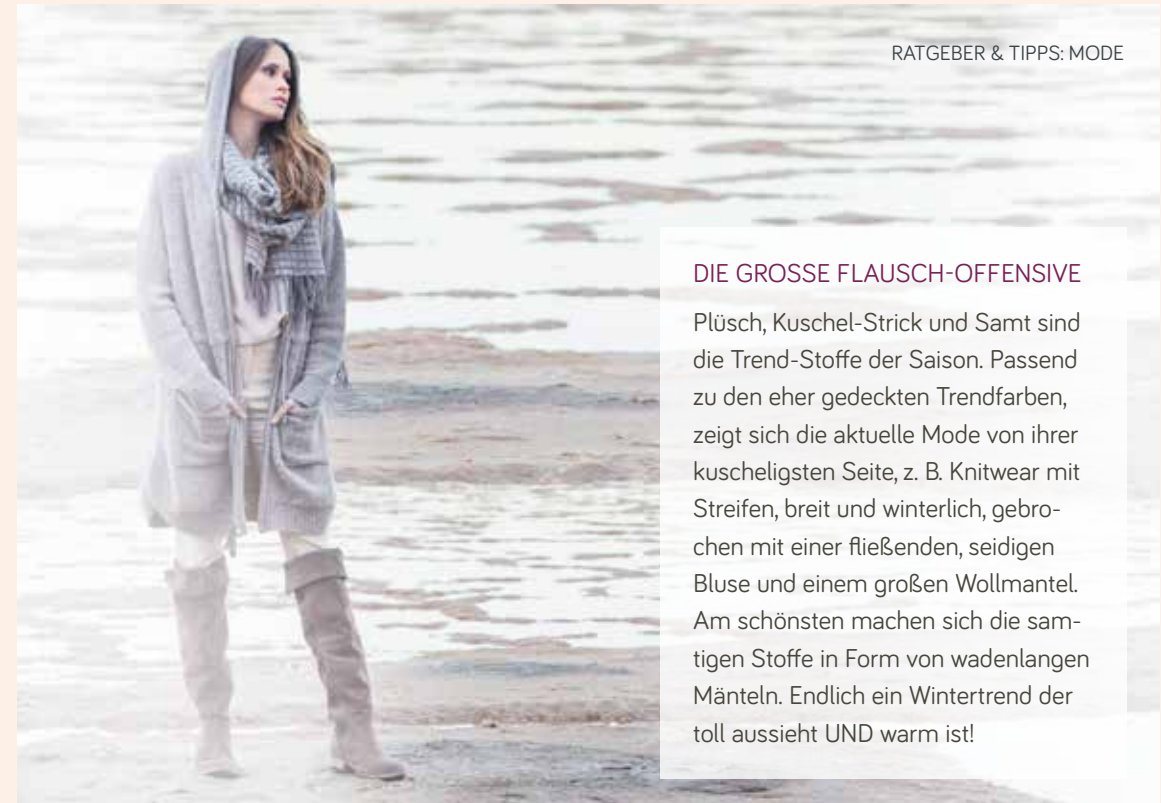 RATGEBER & TIPPS: MODE
DIE GROSSE FLAUSCH-OFFENSIVE
Plüsch, Kuschel-Strick und Samt sind
die Trend-Stoffe der Saison. Passend
zu den eher gedeckten Trendfarben,
zeigt sich die aktuelle Mode von ihrer
kuscheligsten Seite, z. B. Knitwear mit
Streifen, breit und winterlich, gebro-
chen mit einer fließenden, seidigen
Bluse und einem großen Wollmantel.
Am schönsten machen sich die sam-
tigen Stoffe in Form von wadenlangen
Mänteln. Endlich ein Wintertrend der
toll aussieht UND warm ist!